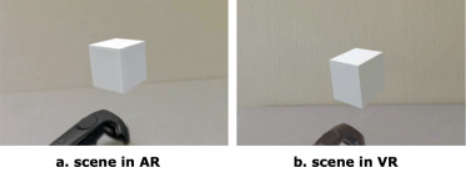 a. scene in AR
b. scene in VR